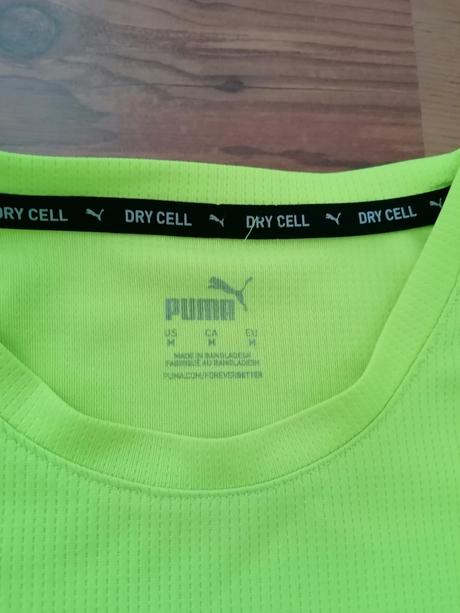 DRY CELL DRY CELL DRY CELL DRY CELL
PUMA
US CA EU
M M M
MADE IN BANGLADESH
FABRIQUÉ AU BANGLADESH
PUMA.COM/FOREVERBETTER